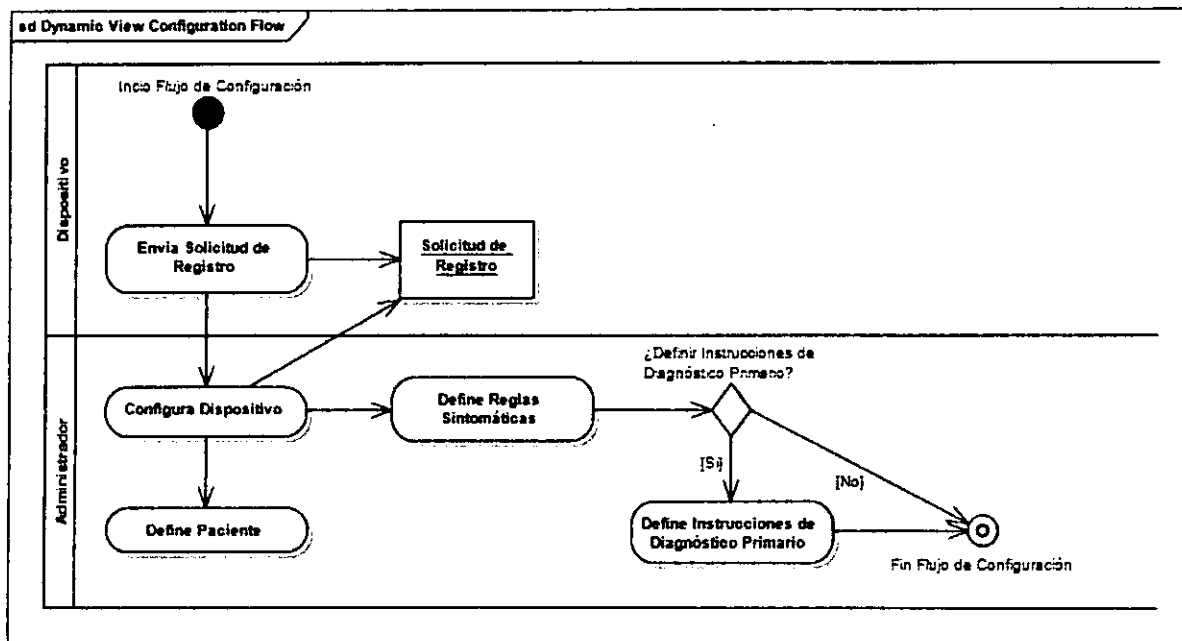 sd Dynamic View Configuration Flow
Dispositivo
Incio Flujo de Configuración
Envia Solicitud de
Registro
Solicitud de
Registro
Administrador
¿Definir Instrucciones de
Diagnóstico Primario?
Configura Dispositivo
Define Reglas
Sintomáticas
[Si]
[No]
Define Paciente
Define Instrucciones de
Diagnóstico Primario
Fin Flujo de Configuración